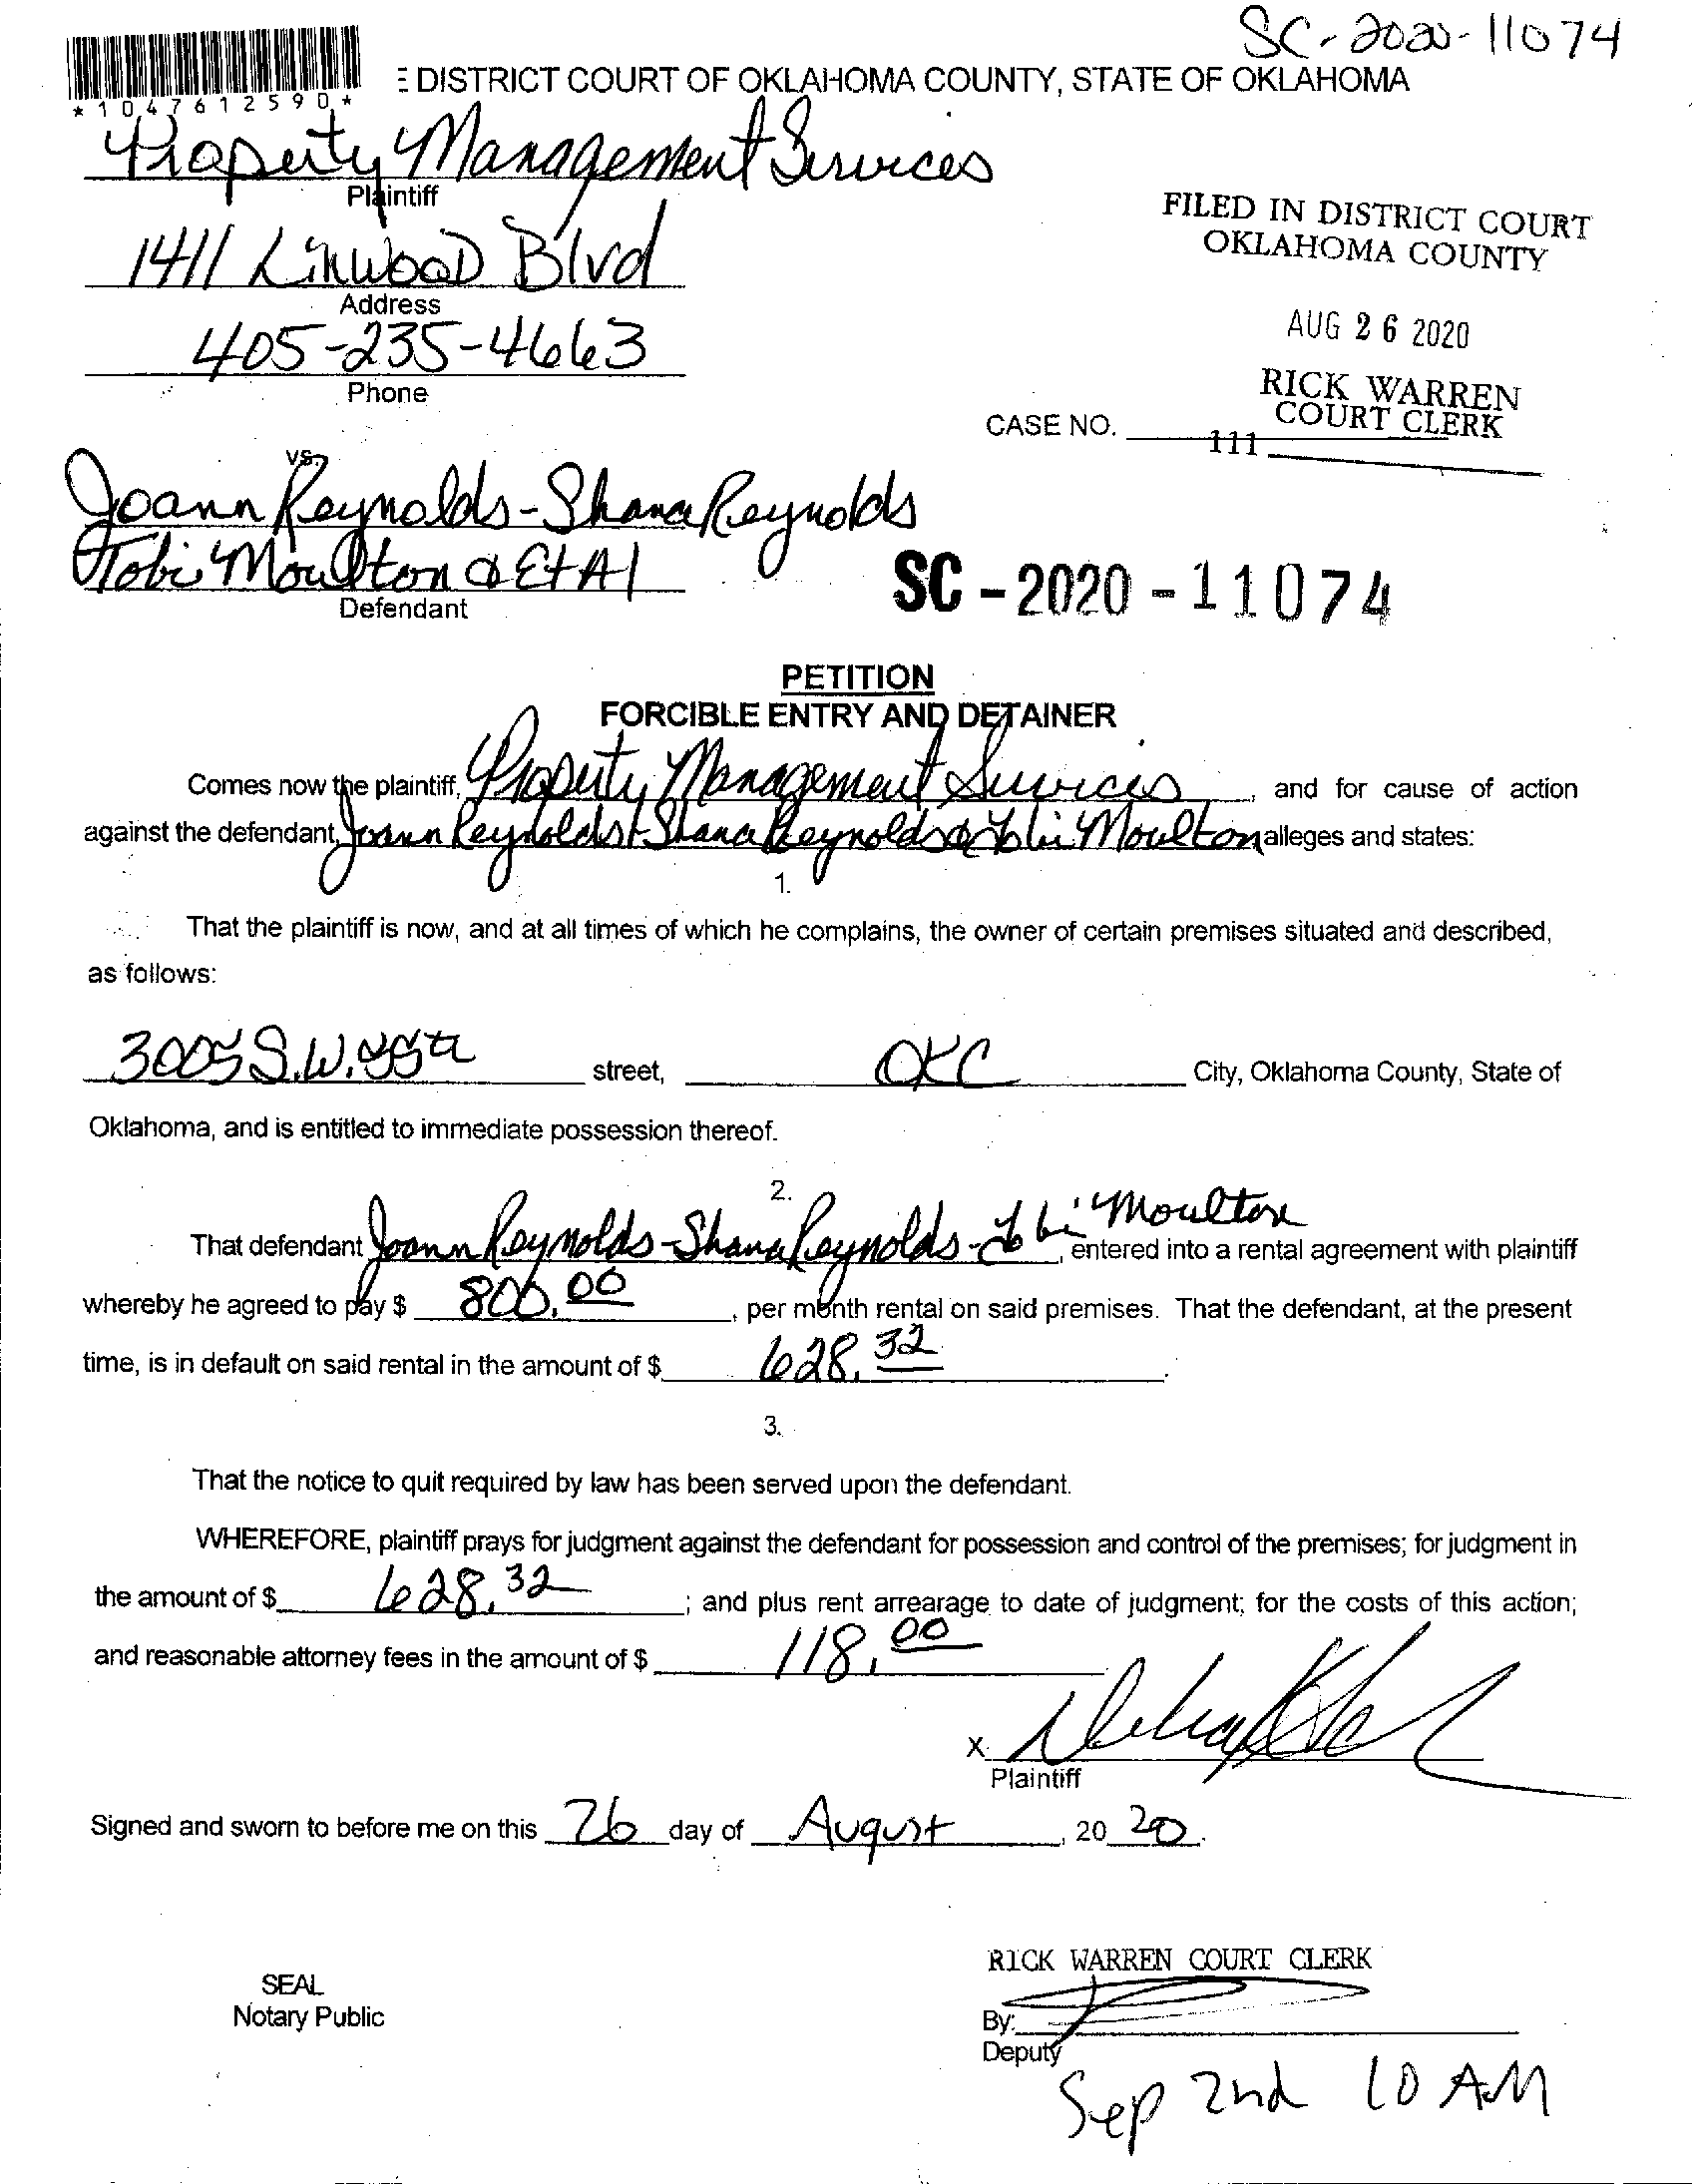 SC-2020-11074
*1047612590*
E DISTRICT COURT OF OKLAHOMA COUNTY, STATE OF OKLAHOMA
Property Management Services
Plaintiff
1411 Linwood Blvd
Address
405-235-4663
Phone
FILED IN DISTRICT COURT
OKLAHOMA COUNTY
AUG 26 2020
RICK WARREN
COURT CLERK
CASE NO.
111
vs.
Joann Reynolds - Shana Reynolds
Tobi Moulton & Et Al
Defendant
SC - 2020 - 11074
PETITION
FORCIBLE ENTRY AND DETAINER
Comes now the plaintiff, Property Management Services, and for cause of action
against the defendant, Joann Reynolds + Shana Reynolds & Tobi Moulton alleges and states:
1.
That the plaintiff is now, and at all times of which he complains, the owner of certain premises situated and described,
as follows:
3005 S.W. street, OKC City, Oklahoma County, State of
Oklahoma, and is entitled to immediate possession thereof.
2.
That defendant Joann Reynolds - Shana Reynolds - Tobi Moulton, entered into a rental agreement with plaintiff
whereby he agreed to pay $ 800.00, per month rental on said premises. That the defendant, at the present
time, is in default on said rental in the amount of $ 628.32.
3.
That the notice to quit required by law has been served upon the defendant.
WHEREFORE, plaintiff prays for judgment against the defendant for possession and control of the premises; for judgment in
the amount of $ 628.32; and plus rent arrearage to date of judgment; for the costs of this action;
and reasonable attorney fees in the amount of $ 118.00
X
Plaintiff
Signed and sworn to before me on this 26 day of August, 20 20.
RICK WARREN COURT CLERK
SEAL
Notary Public
By:
Deputy
Sep 2nd 10 AM